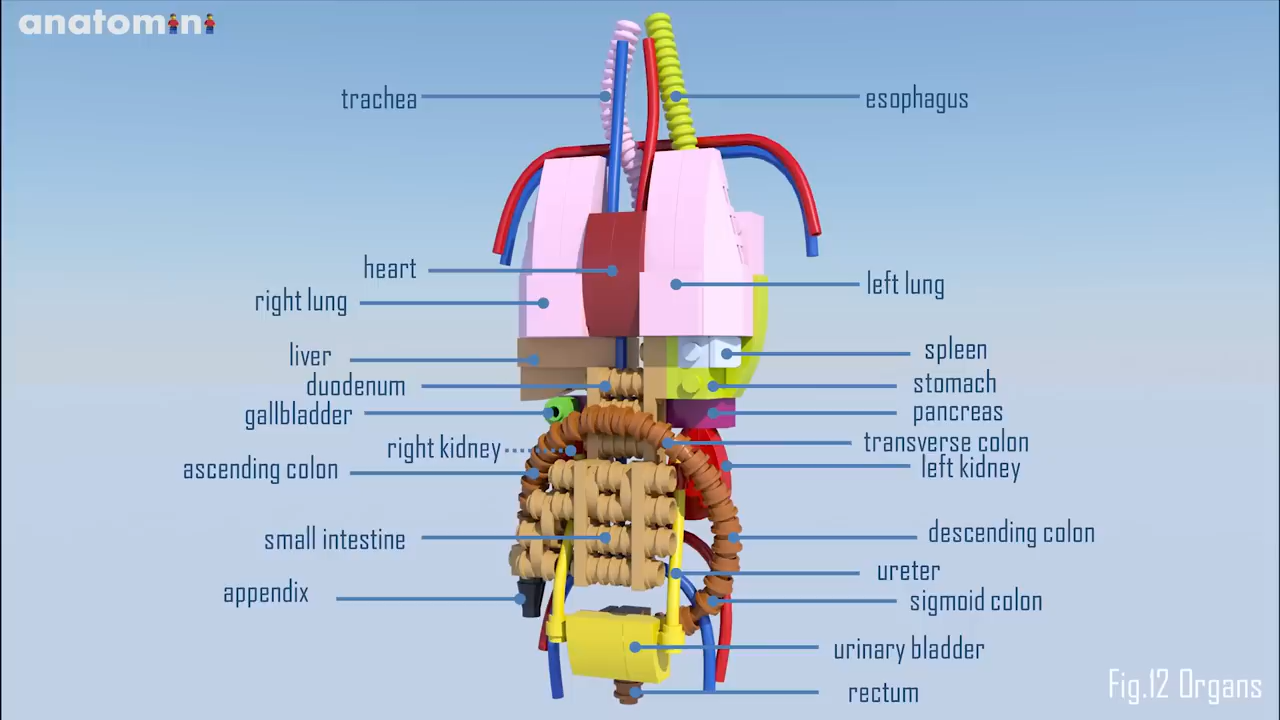 anatomini
trachea
esophagus
heart
left lung
right lung
spleen
liver
stomach
duodenum
pancreas
gallbladder
transverse colon
right kidney
left kidney
ascending colon
descending colon
small intestine
ureter
appendix
sigmoid colon
urinary bladder
rectum
Fig.12 Organs